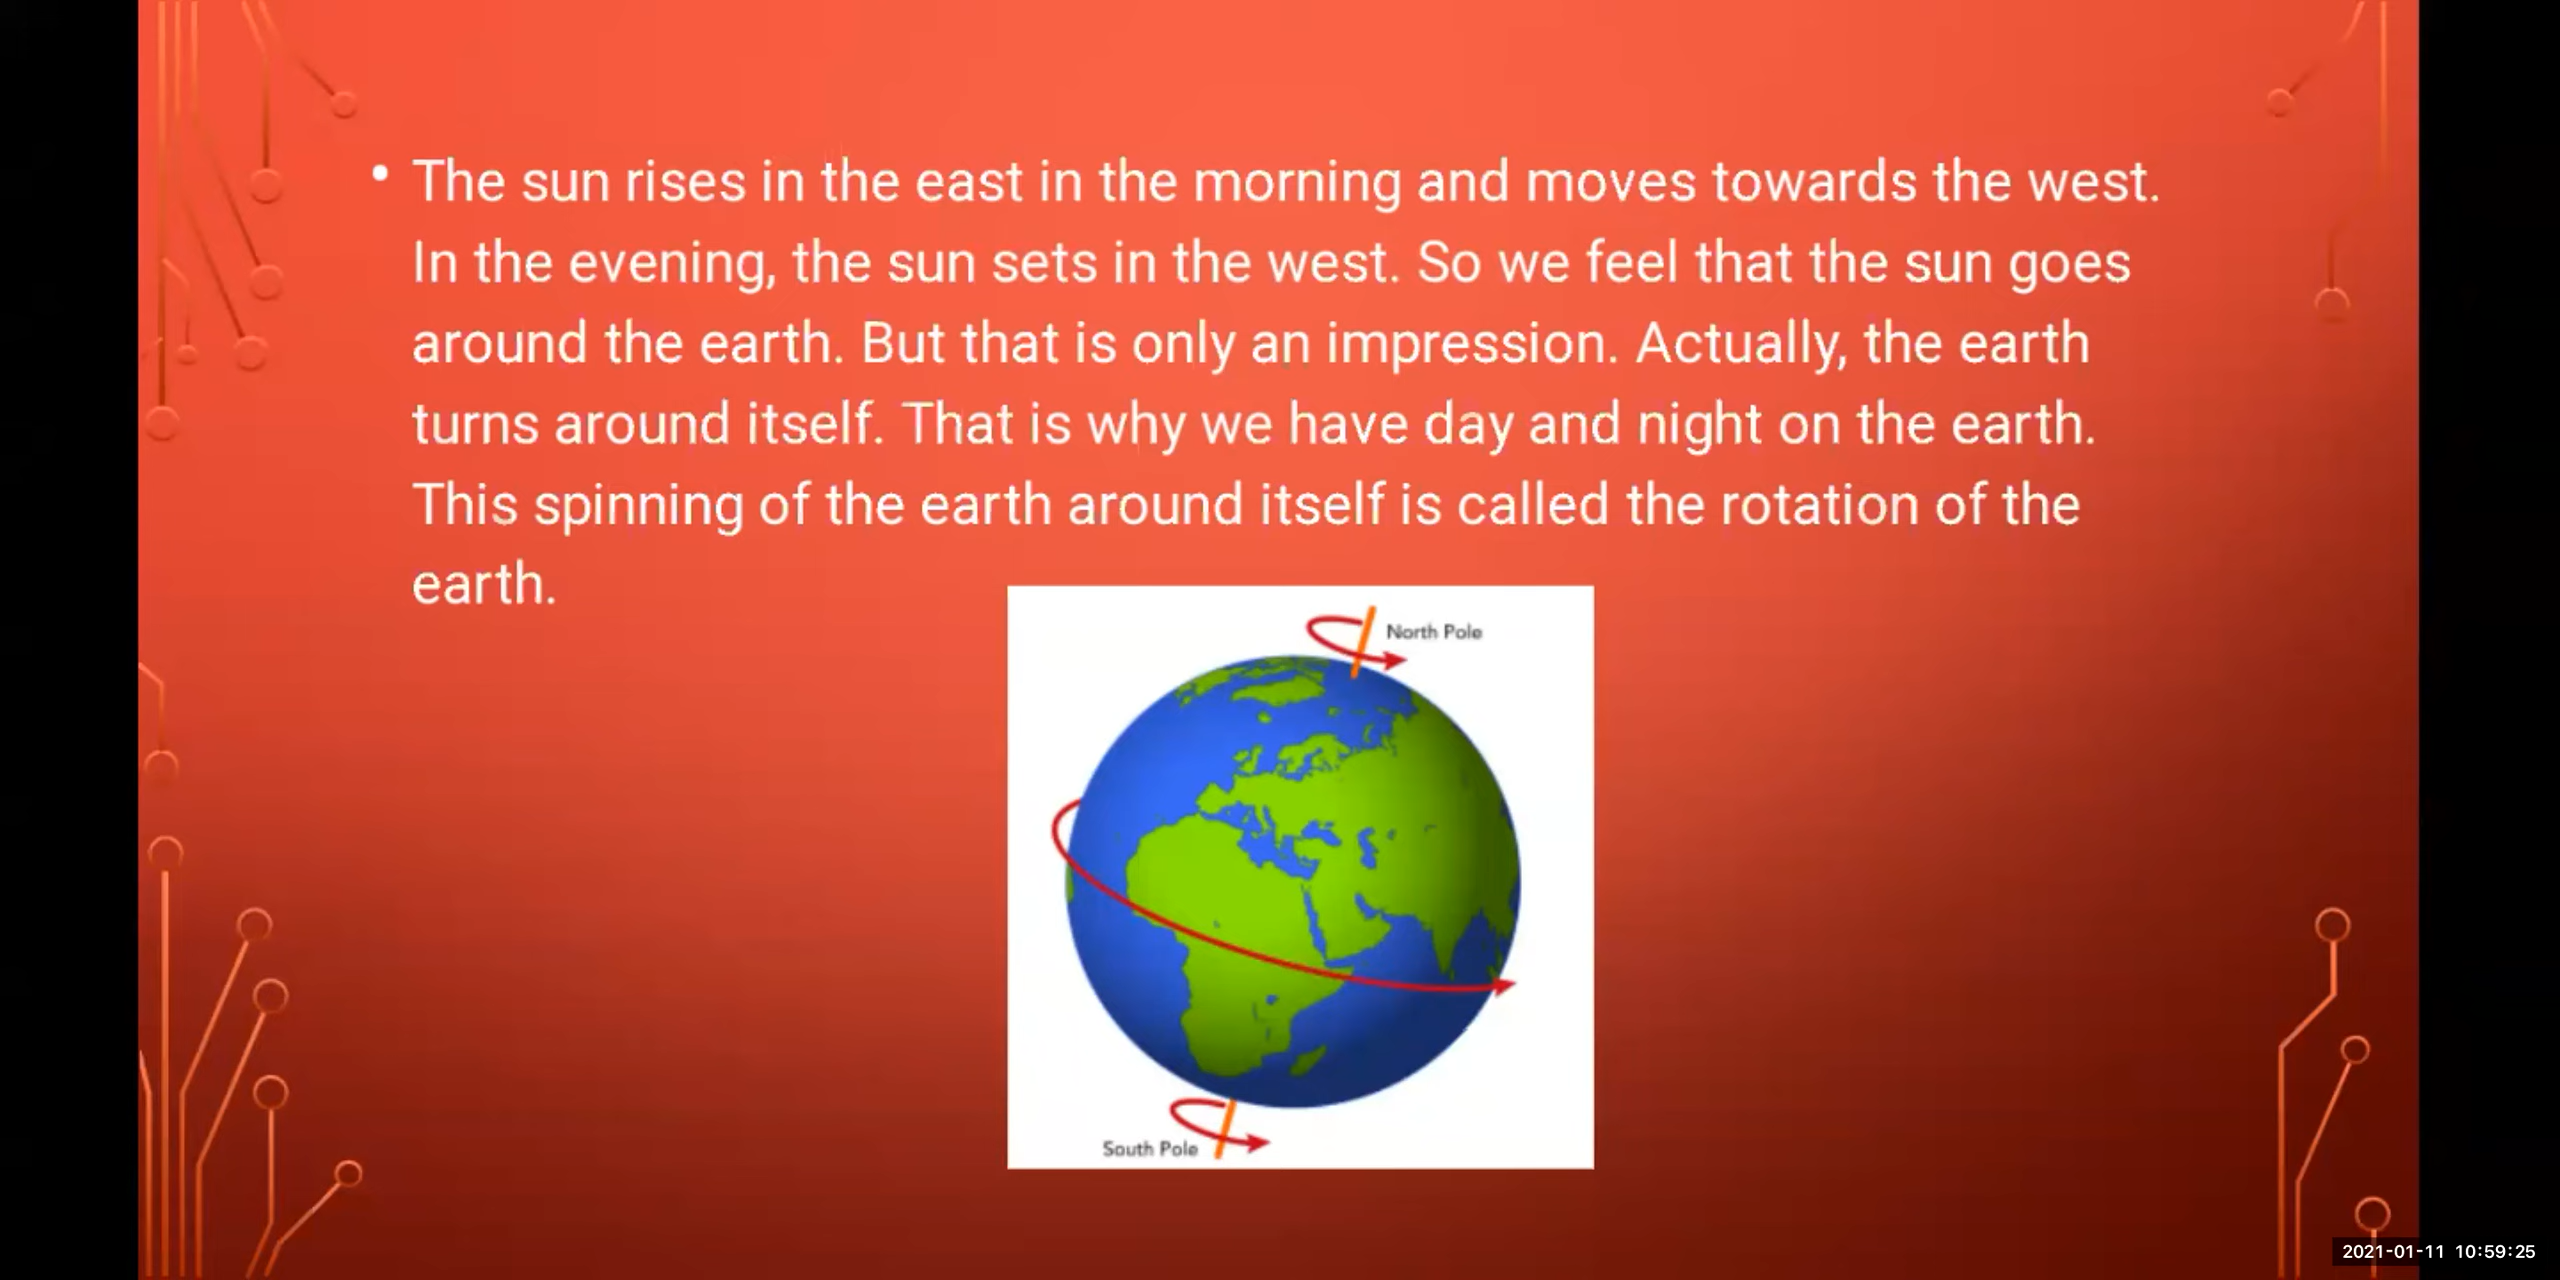 • The sun rises in the east in the morning and moves towards the west.
In the evening, the sun sets in the west. So we feel that the sun goes
around the earth. But that is only an impression. Actually, the earth
turns around itself. That is why we have day and night on the earth.
This spinning of the earth around itself is called the rotation of the
earth.
North Pole
South Pole
2021-01-11 10:59:25